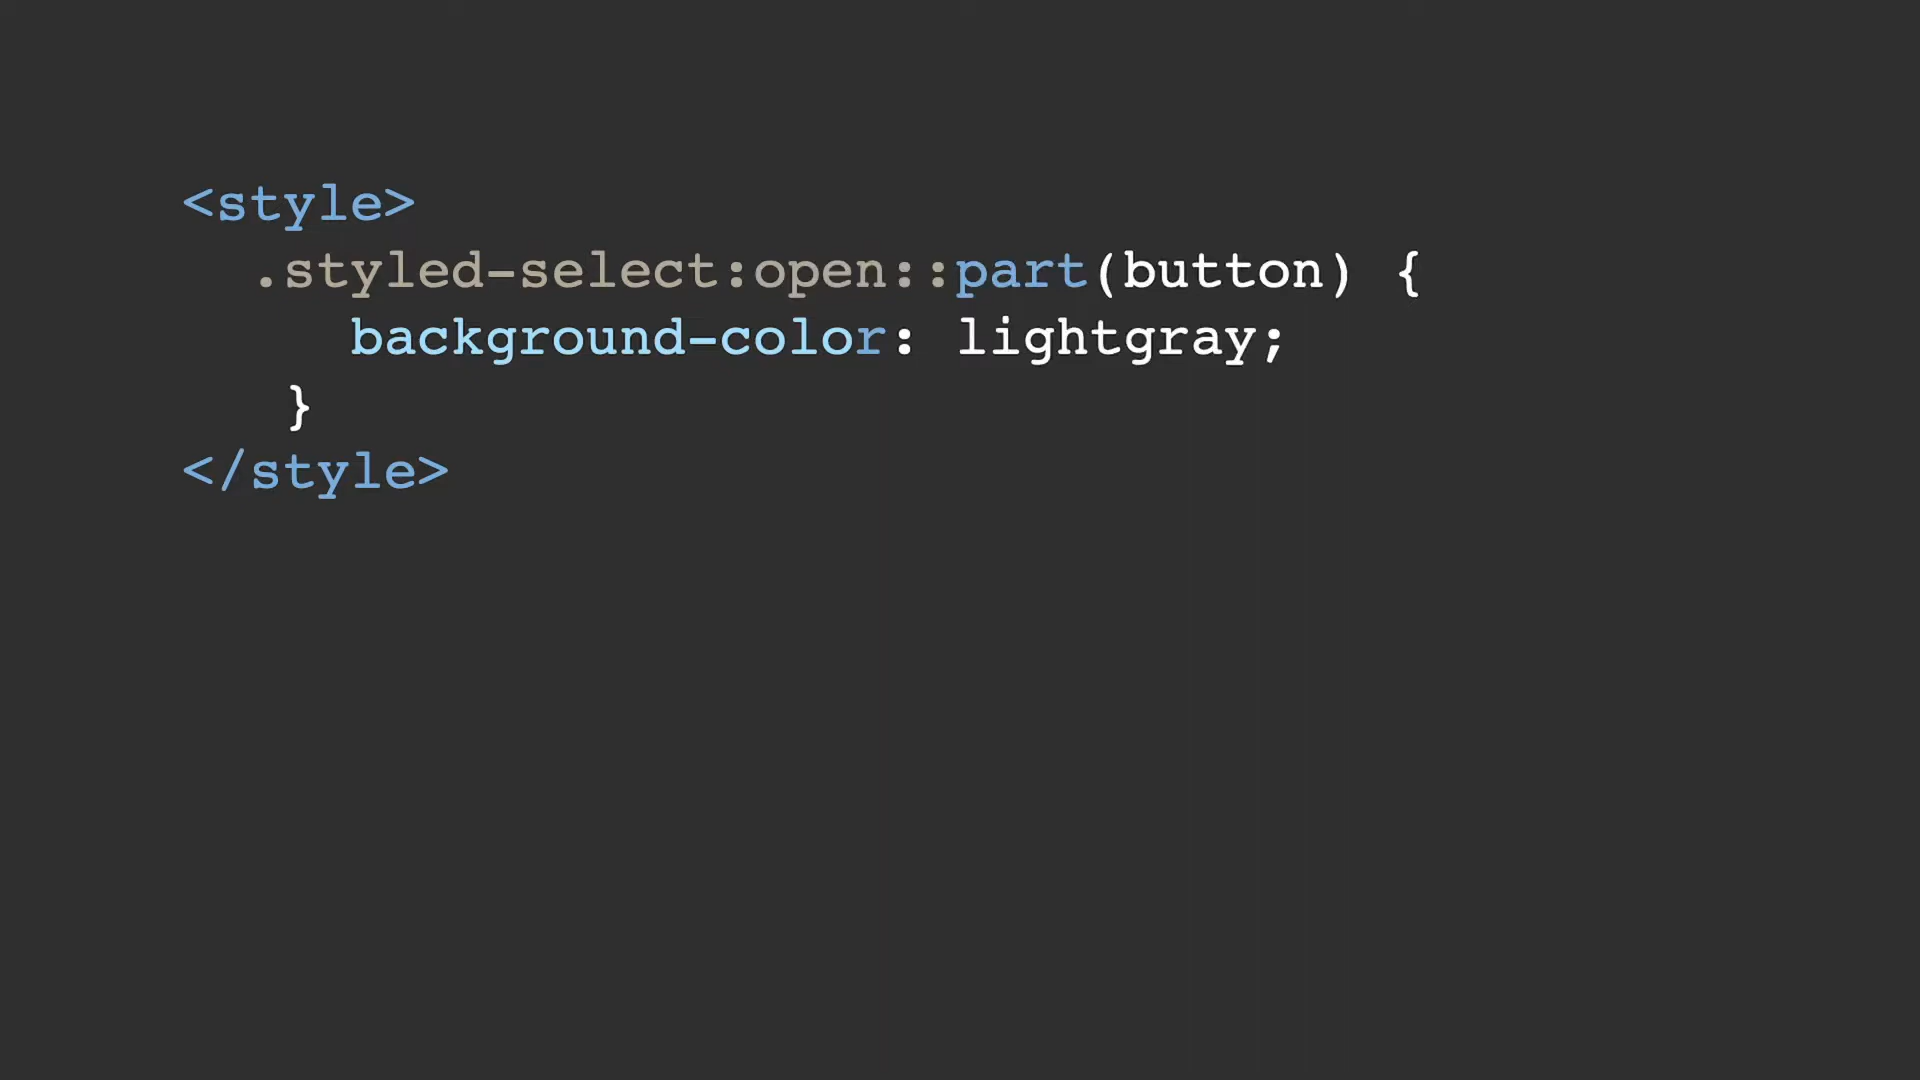 <style>
.styled-select:open::part(button) {
background-color: lightgray;
}
</style>